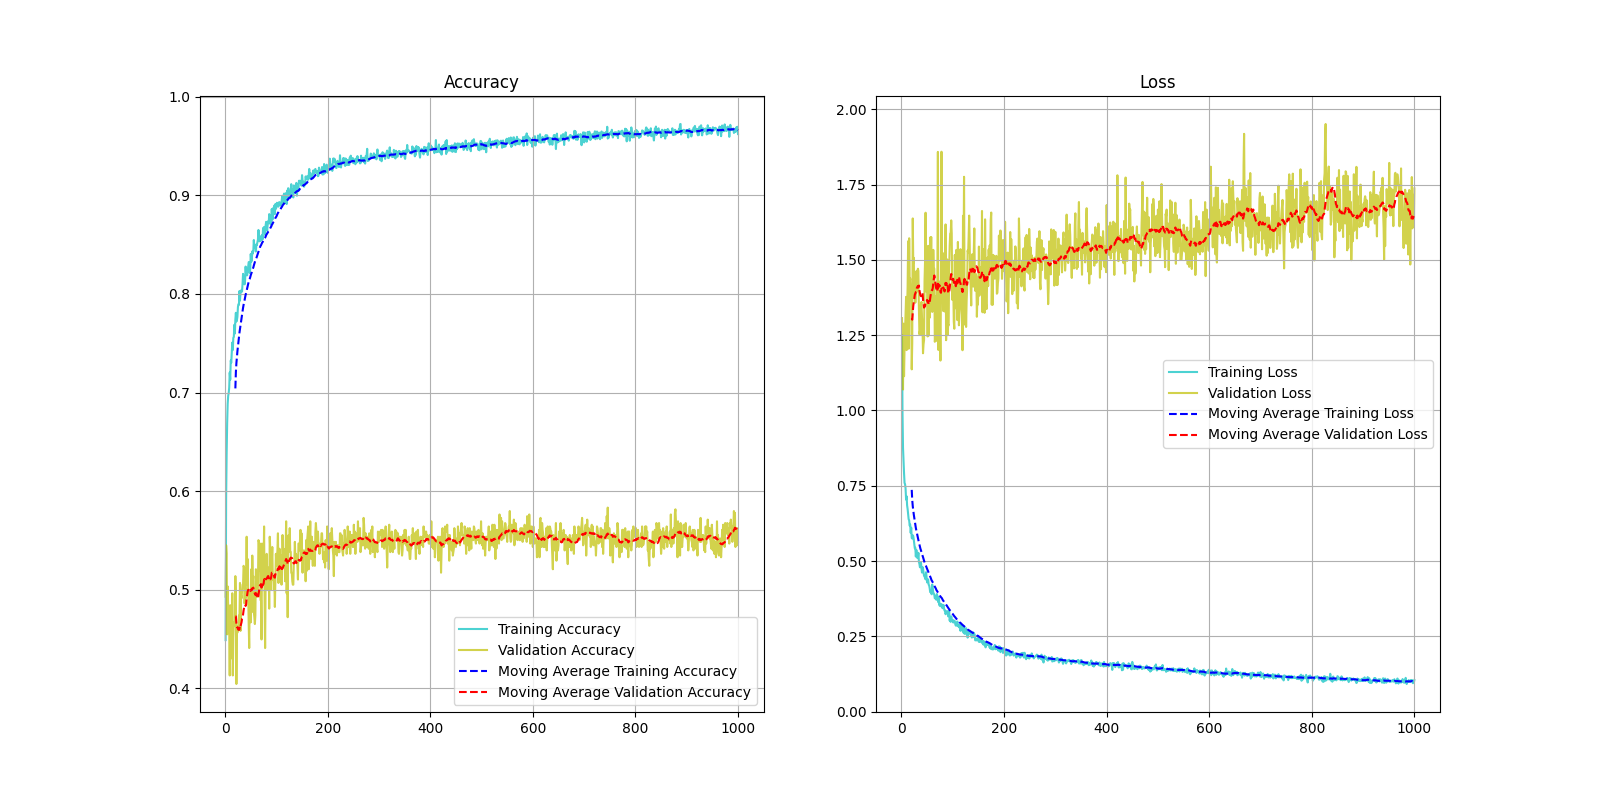 Accuracy
1.0
0.9
0.8
0.7
0.6
0.5
0.4
0 200 400 600 800 1000
Training Accuracy
Validation Accuracy
Moving Average Training Accuracy
Moving Average Validation Accuracy
Loss
2.00
1.75
1.50
1.25
1.00
0.75
0.50
0.25
0.00
0 200 400 600 800 1000
Training Loss
Validation Loss
Moving Average Training Loss
Moving Average Validation Loss